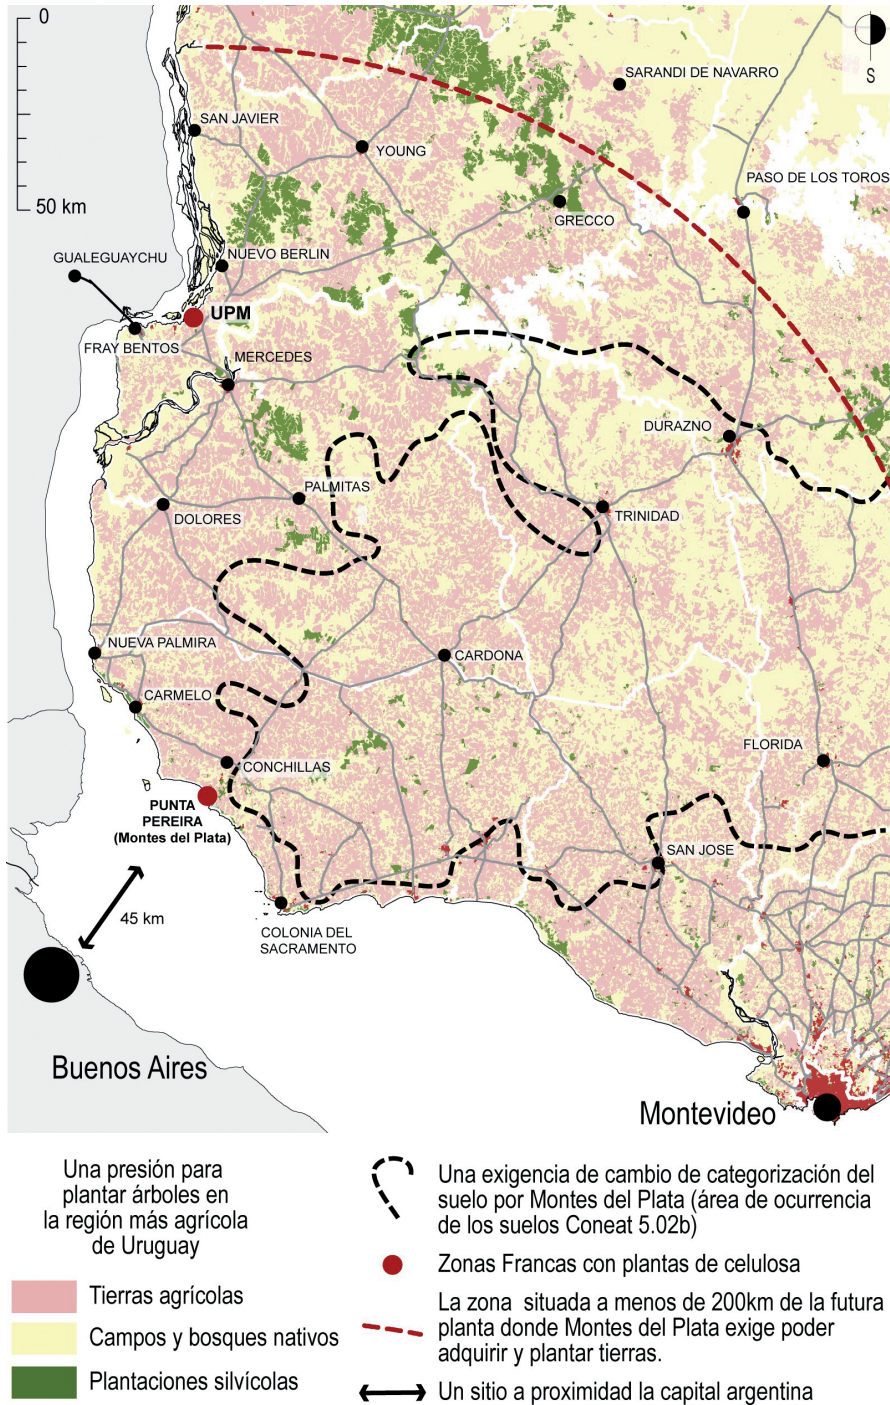 0
50 km
S
SARANDI DE NAVARRO
SAN JAVIER
YOUNG
PASO DE LOS TOROS
GRECCO
GUALEGUAYCHU
NUEVO BERLIN
UPM
FRAY BENTOS
MERCEDES
DURAZNO
PALMITAS
DOLORES
TRINIDAD
NUEVA PALMIRA
CARDONA
CARMELO
FLORIDA
CONCHILLAS
PUNTA
PEREIRA
(Montes del Plata)
SAN JOSE
45 km
COLONIA DEL
SACRAMENTO
Buenos Aires
Montevideo
Una presión para
plantar árboles en
la región más agrícola
de Uruguay
Tierras agrícolas
Campos y bosques nativos
Plantaciones silvícolas
Una exigencia de cambio de categorización del
suelo por Montes del Plata (área de ocurrencia
de los suelos Coneat 5.02b)
Zonas Francas con plantas de celulosa
La zona situada a menos de 200km de la futura
planta donde Montes del Plata exige poder
adquirir y plantar tierras.
Un sitio a proximidad la capital argentina